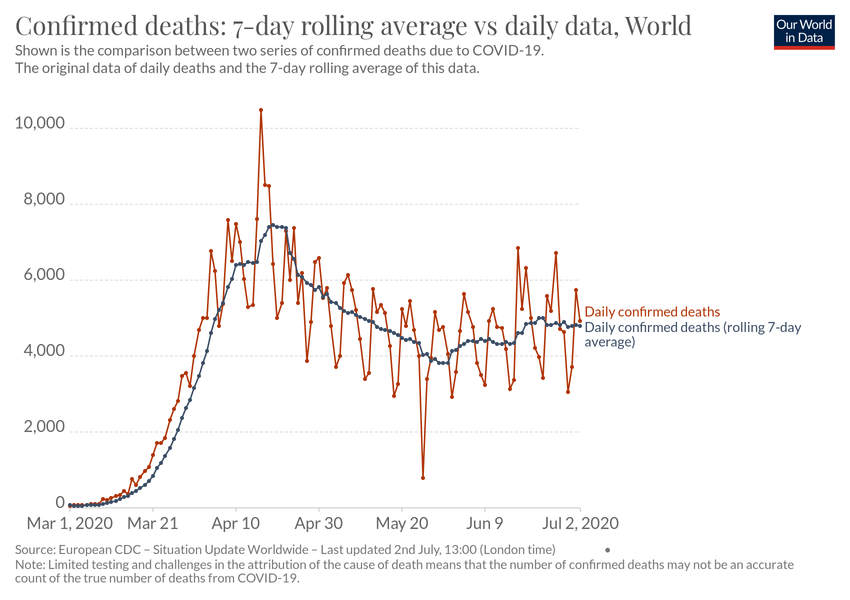 Confirmed deaths: 7-day rolling average vs daily data, World
Our World
in Data
Shown is the comparison between two series of confirmed deaths due to COVID-19.
The original data of daily deaths and the 7-day rolling average of this data.
10,000
8,000
6,000
4,000
2,000
0
Daily confirmed deaths
Daily confirmed deaths (rolling 7-day
average)
Mar 1, 2020 Mar 21 Apr 10 Apr 30 May 20 Jun 9 Jul 2, 2020
Source: European CDC – Situation Update Worldwide – Last updated 2nd July, 13:00 (London time) •
Note: Limited testing and challenges in the attribution of the cause of death means that the number of confirmed deaths may not be an accurate
count of the true number of deaths from COVID-19.